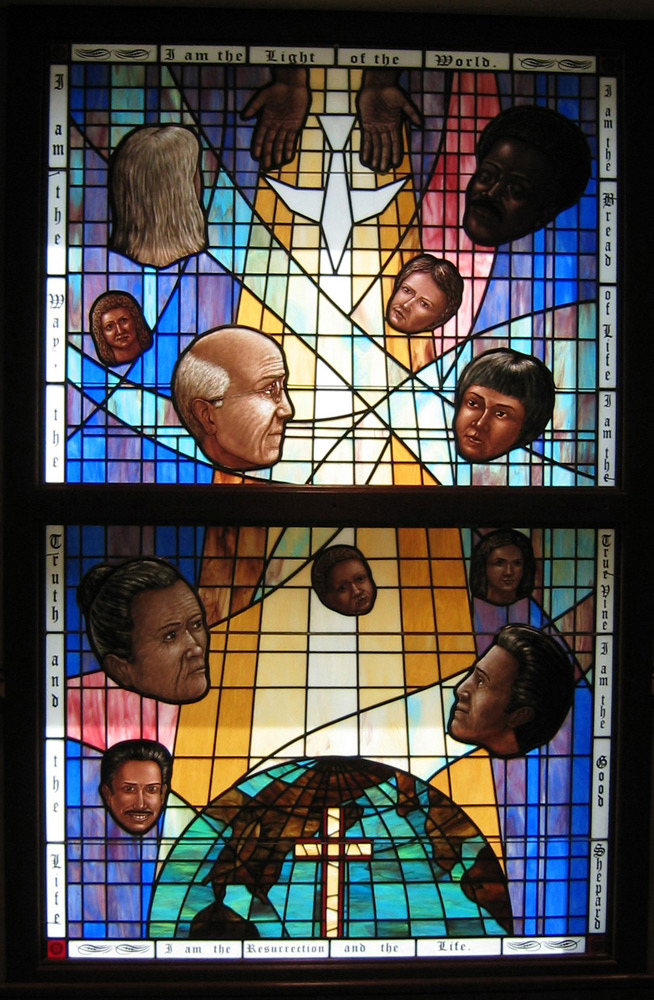 I am the Light of the World.
I am the Way, the
Truth and the Life
I am the Bread of Life I am the
True Vine I am the Good Shepard
I am the Resurrection and the Life.